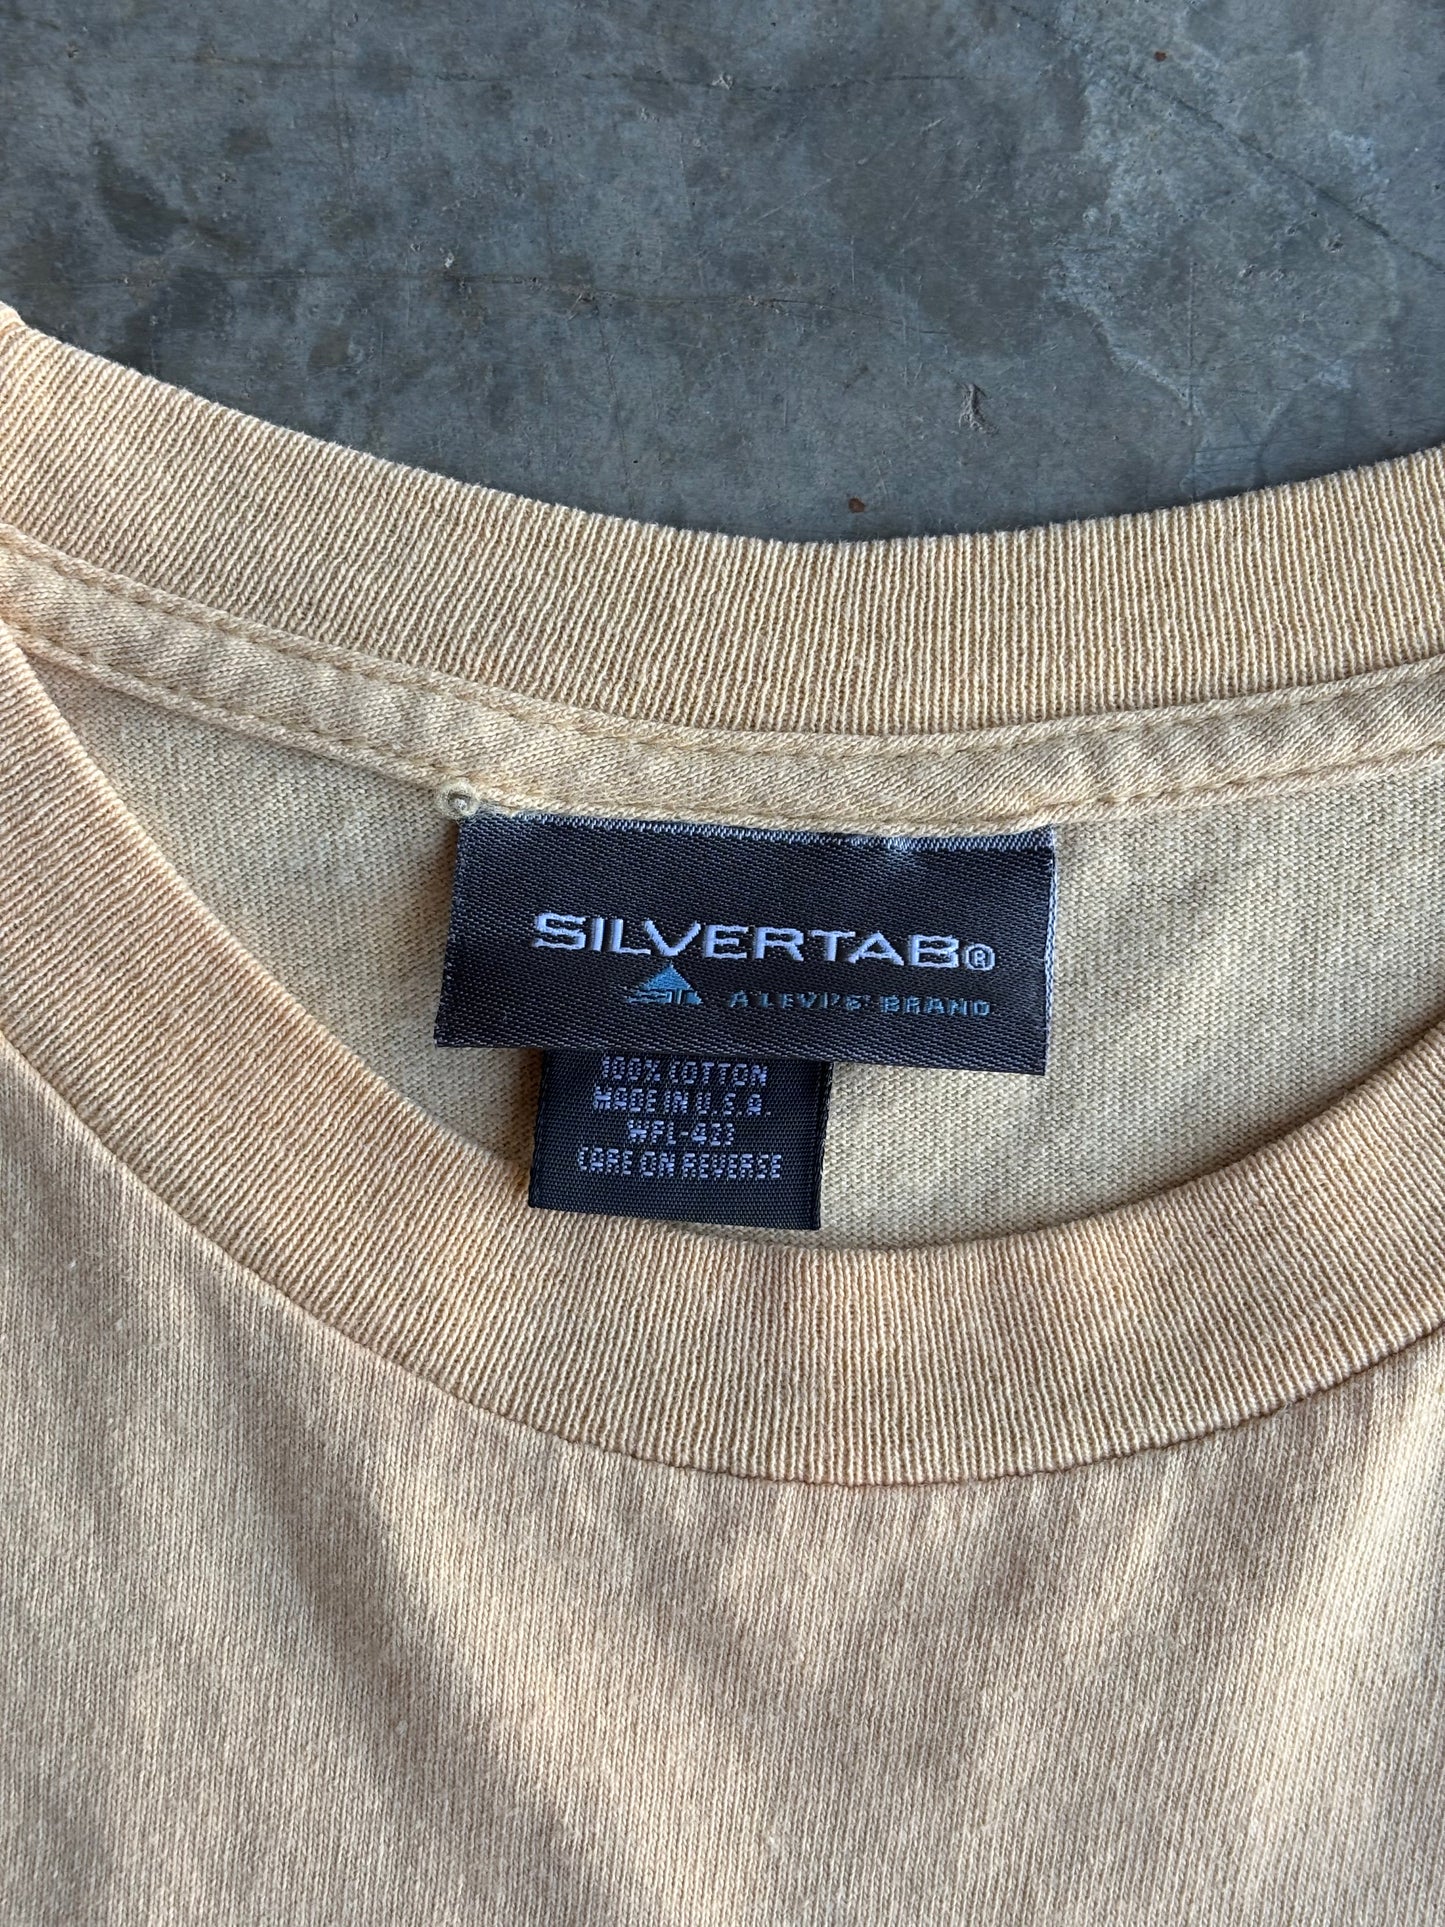 SILVERTAB®
A LEVI'S® BRAND
100% COTTON
MADE IN U.S.A.
WPL-423
CARE ON REVERSE